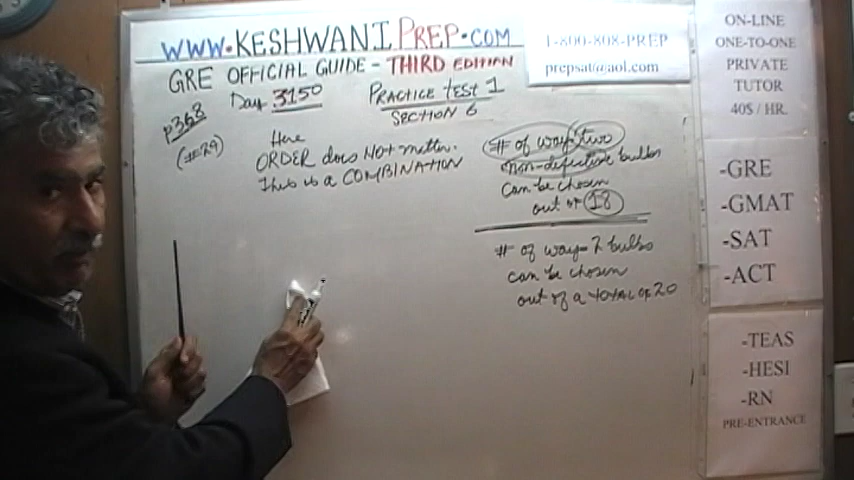 WWW.KESHWANIPREP.COM
GRE OFFICIAL GUIDE - THIRD EDITION
Day 3150 PRACTICE TEST 1
SECTION 6
p368
(#29)
Here
ORDER does NOT matter.
This is a COMBINATION
# of ways two
non-defective bulbs
can be chosen
out of 18
# of ways 2 bulbs
can be chosen
out of a TOTAL of 20
1-800-808-PREP
prepsat@aol.com
ON-LINE
ONE-TO-ONE
PRIVATE
TUTOR
40$ / HR.
-GRE
-GMAT
-SAT
-ACT
-TEAS
-HESI
-RN
PRE-ENTRANCE